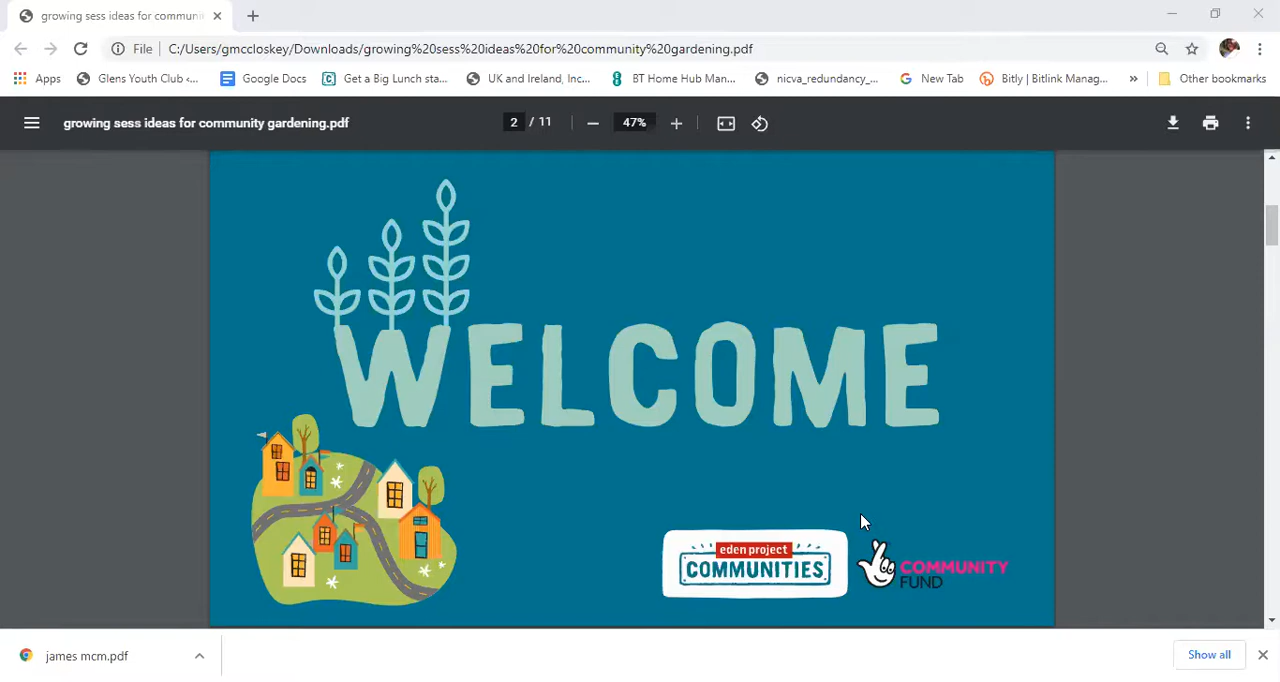 growing sess ideas for communi
File C:/Users/gmccloskey/Downloads/growing%20sess%20ideas%20for%20community%20gardening.pdf
Apps Glens Youth Club <... Google Docs Get a Big Lunch sta... UK and Ireland, Inc... BT Home Hub Man... nicva_redundancy_... New Tab Bitly | Bitlink Manag... » Other bookmarks
growing sess ideas for community gardening.pdf 2 / 11 47%
WELCOME
eden project
COMMUNITIES
COMMUNITY
FUND
james mcm.pdf Show all